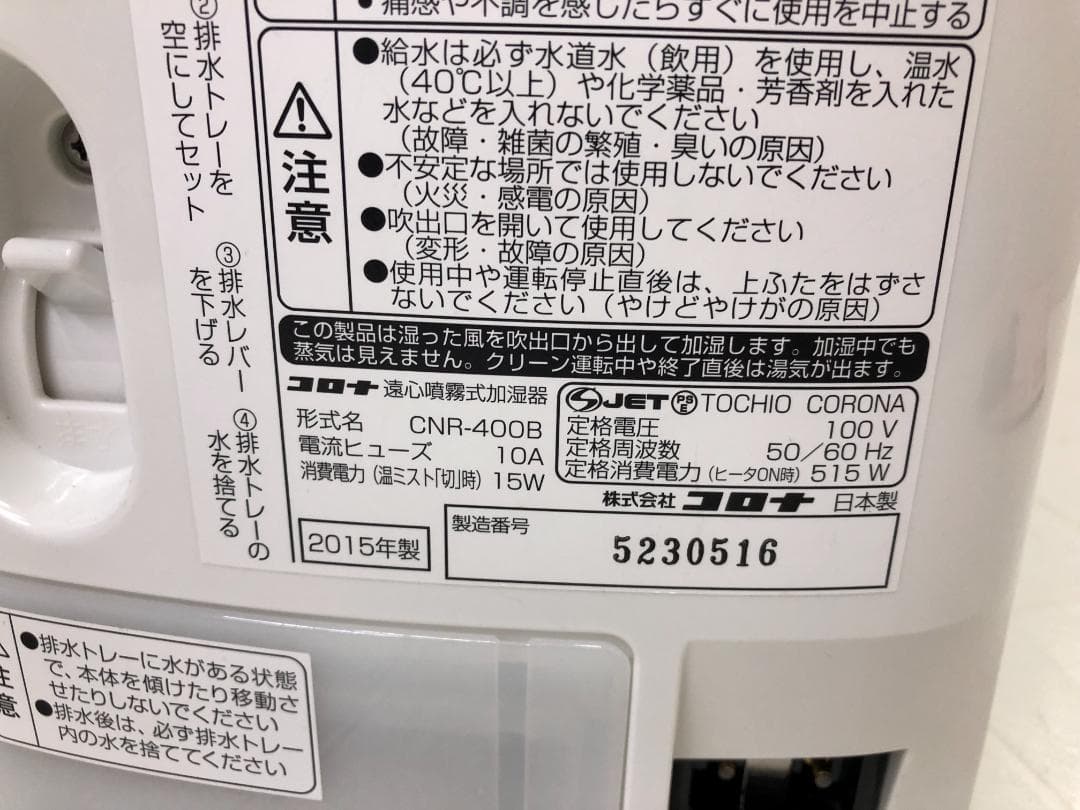 ・痛感や不調を感じたらすぐに使用を中止する
②排水トレーを
空にしてセット
③排水レバー
を下げる
④排水トレーの
水を捨てる
注意
●給水は必ず水道水（飲用）を使用し、温水
（40℃以上）や化学薬品・芳香剤を入れた
水などを入れないでください
（故障・雑菌の繁殖・臭いの原因）
●不安定な場所では使用しないでください
（火災・感電の原因）
●吹出口を開いて使用してください
（変形・故障の原因）
●使用中や運転停止直後は、上ふたをはずさ
ないでください（やけどやけがの原因）
この製品は湿った風を吹出口から出して加湿します。加湿中でも
蒸気は見えません。クリーン運転中や終了直後は湯気が出ます。
コロナ 遠心噴霧式加湿器
形式名 CNR-400B
電流ヒューズ 10A
消費電力（温ミスト「切」時）15W
JET PSE TOCHIO CORONA
定格電圧 100 V
定格周波数 50／60 Hz
定格消費電力（ヒータON時）515 W
株式会社 コロナ 日本製
2015年製
製造番号
5230516
注意
●排水トレーに水がある状態
で、本体を傾けたり移動さ
せたりしないでください
●排水後は、必ず排水トレー
内の水を捨ててください